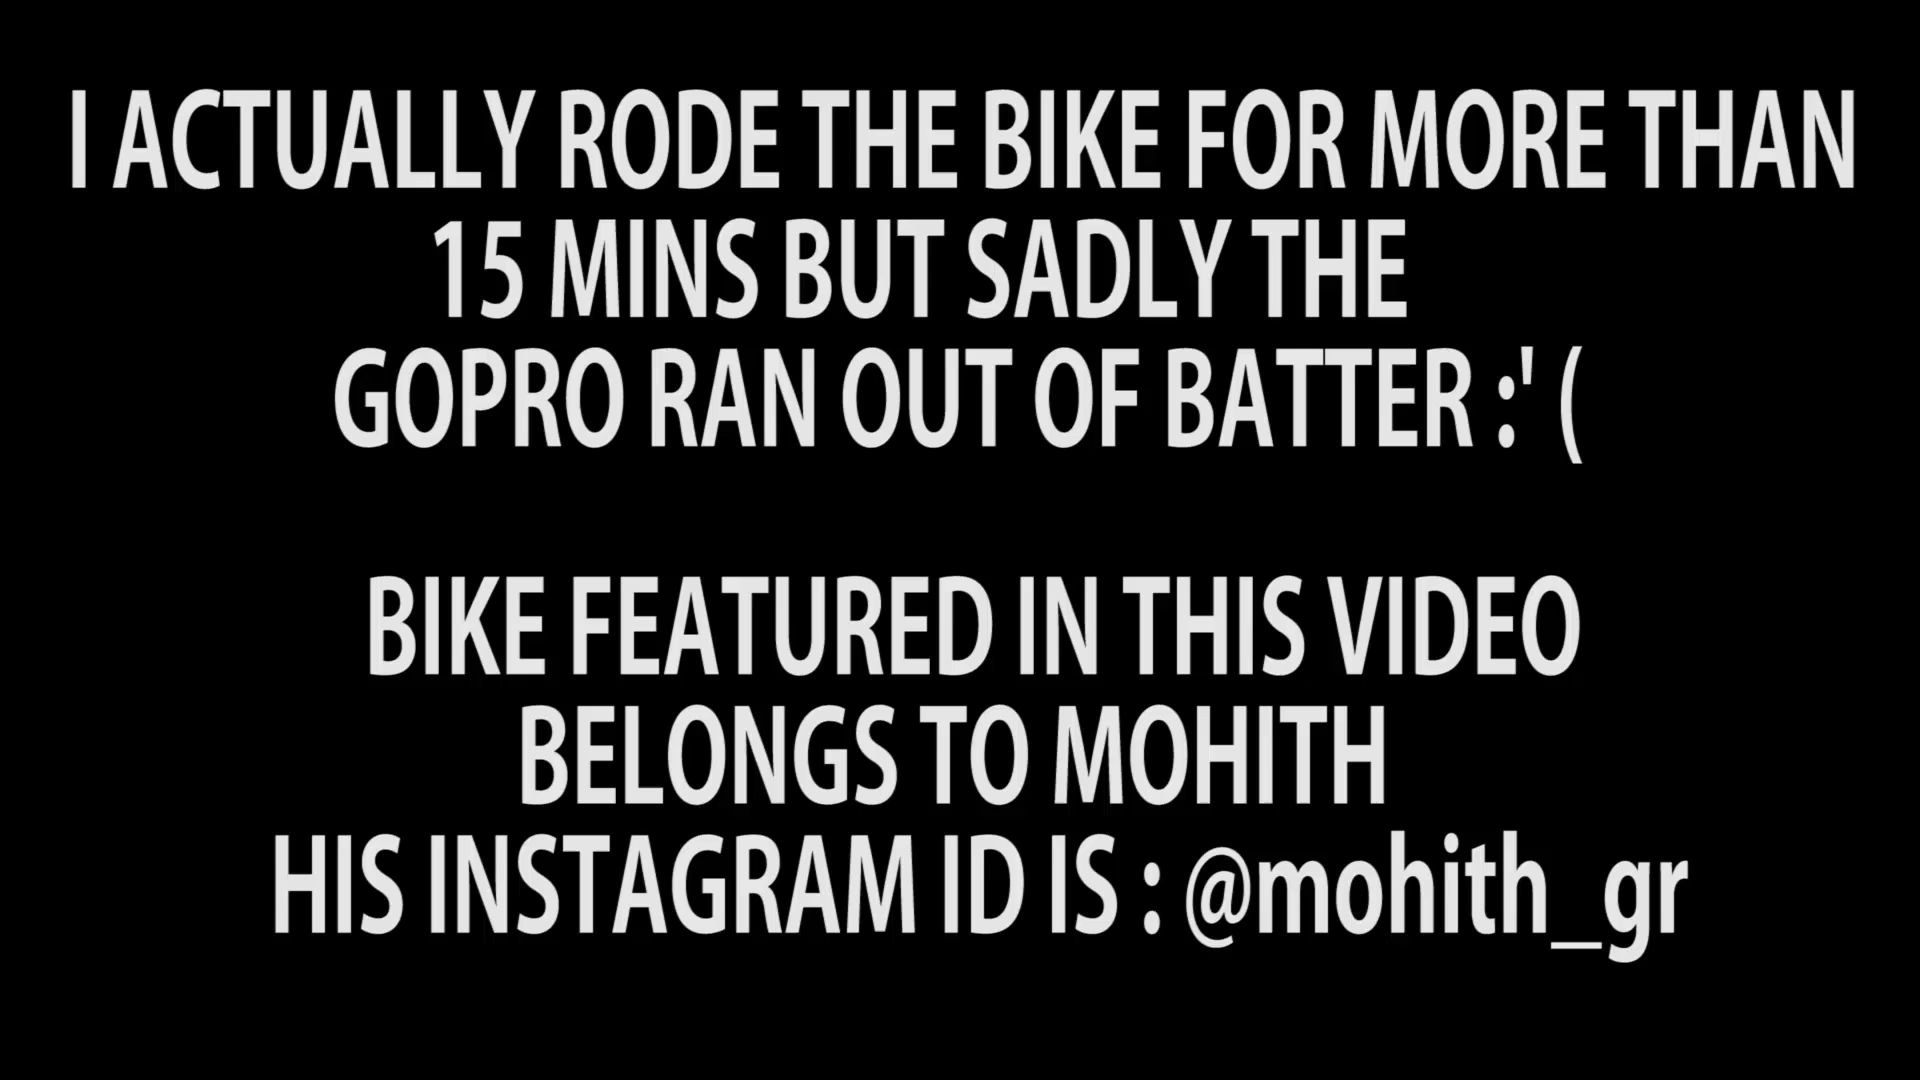 I ACTUALLY RODE THE BIKE FOR MORE THAN
15 MINS BUT SADLY THE
GOPRO RAN OUT OF BATTER :' (
BIKE FEATURED IN THIS VIDEO
BELONGS TO MOHITH
HIS INSTAGRAM ID IS : @mohith_gr